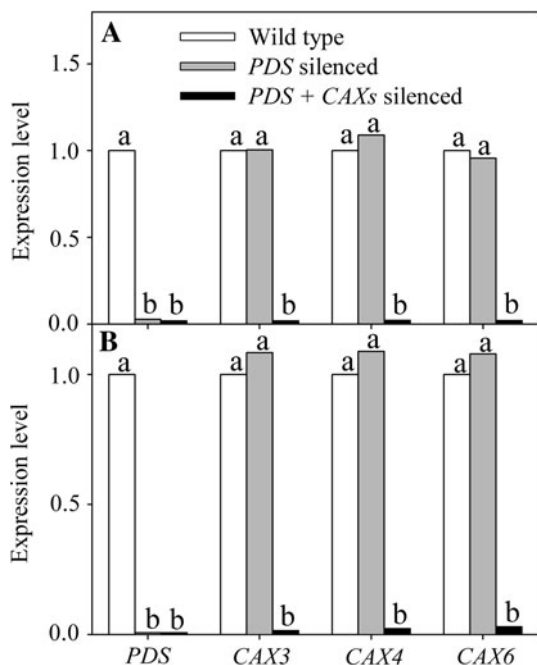 A
Wild type
PDS silenced
PDS + CAXs silenced
Expression level
1.5
1.0
0.5
0.0
a
b b
a a
b
a a
b
a a
b
B
Expression level
1.0
0.5
0.0
a
b b
a a
b
a a
b
a a
b
PDS CAX3 CAX4 CAX6